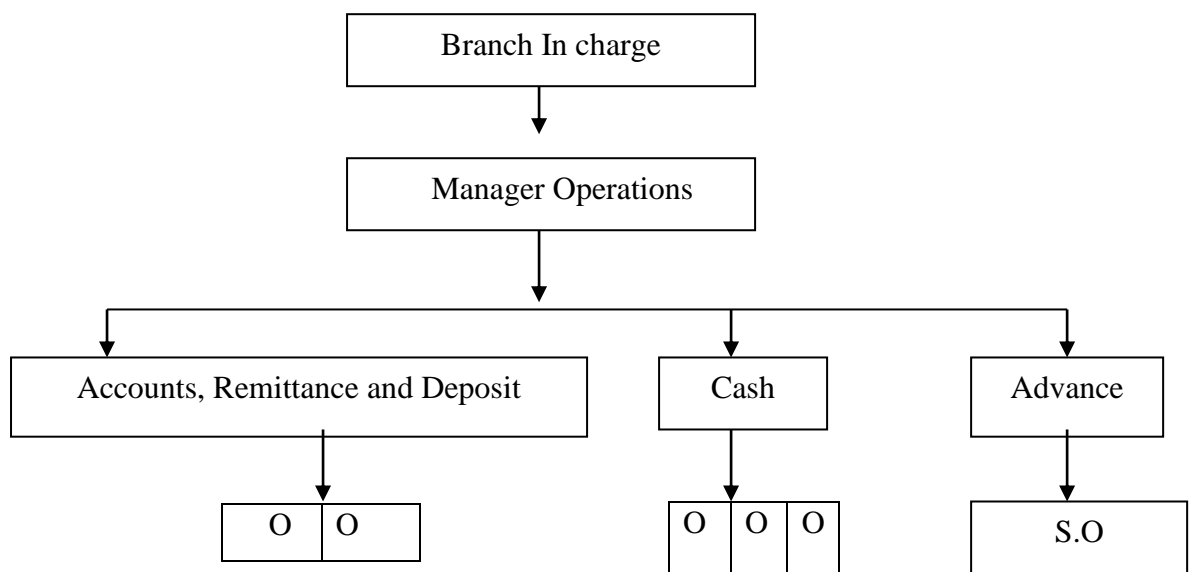 Branch In charge
Manager Operations
Accounts, Remittance and Deposit
Cash
Advance
O O
O O O
S.O